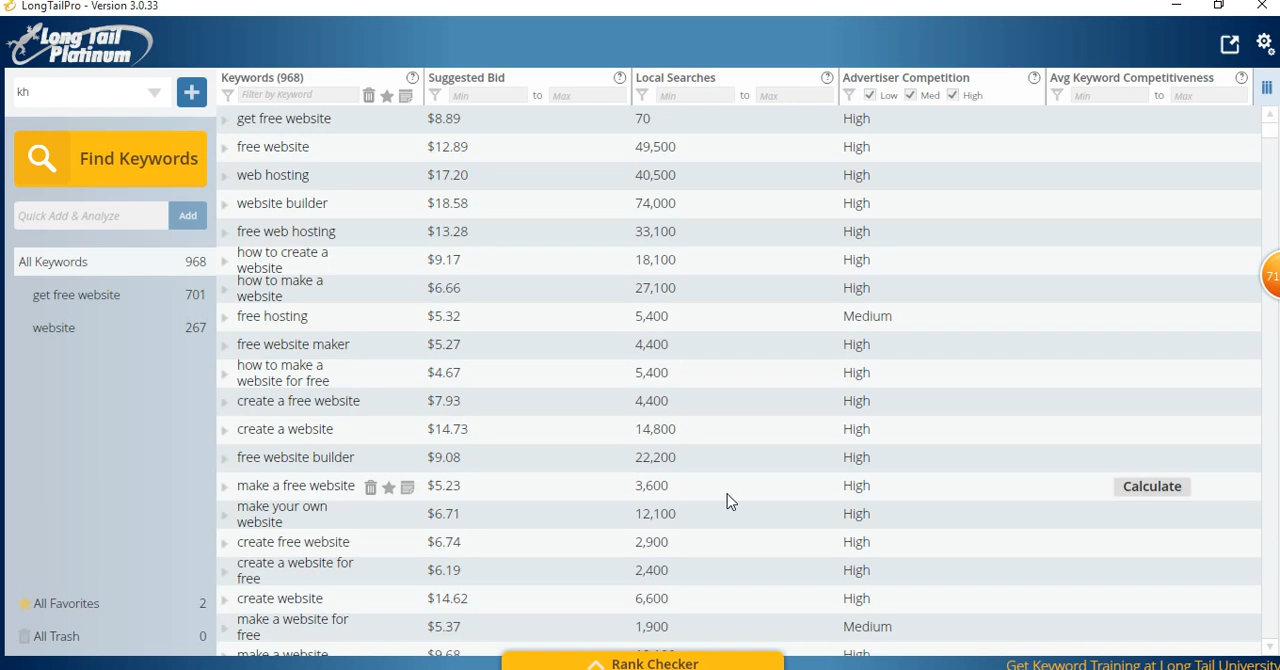 LongTailPro - Version 3.0.33
Long Tail
Platinum
kh
Keywords (968)
Filter by Keyword
Suggested Bid
Min to Max
Local Searches
Min to Max
Advertiser Competition
Low Med High
Avg Keyword Competitiveness
Min to Max
Find Keywords
Quick Add & Analyze Add
All Keywords 968
get free website 701
website 267
All Favorites 2
All Trash 0
get free website $8.89 70 High
free website $12.89 49,500 High
web hosting $17.20 40,500 High
website builder $18.58 74,000 High
free web hosting $13.28 33,100 High
how to create a
website $9.17 18,100 High
how to make a
website $6.66 27,100 High
free hosting $5.32 5,400 Medium
free website maker $5.27 4,400 High
how to make a
website for free $4.67 5,400 High
create a free website $7.93 4,400 High
create a website $14.73 14,800 High
free website builder $9.08 22,200 High
make a free website $5.23 3,600 High Calculate
make your own
website $6.71 12,100 High
create free website $6.74 2,900 High
create a website for
free $6.19 2,400 High
create website $14.62 6,600 High
make a website for
free $5.37 1,900 Medium
make a website $9.68 High
71
Rank Checker
Get Keyword Training at Long Tail University